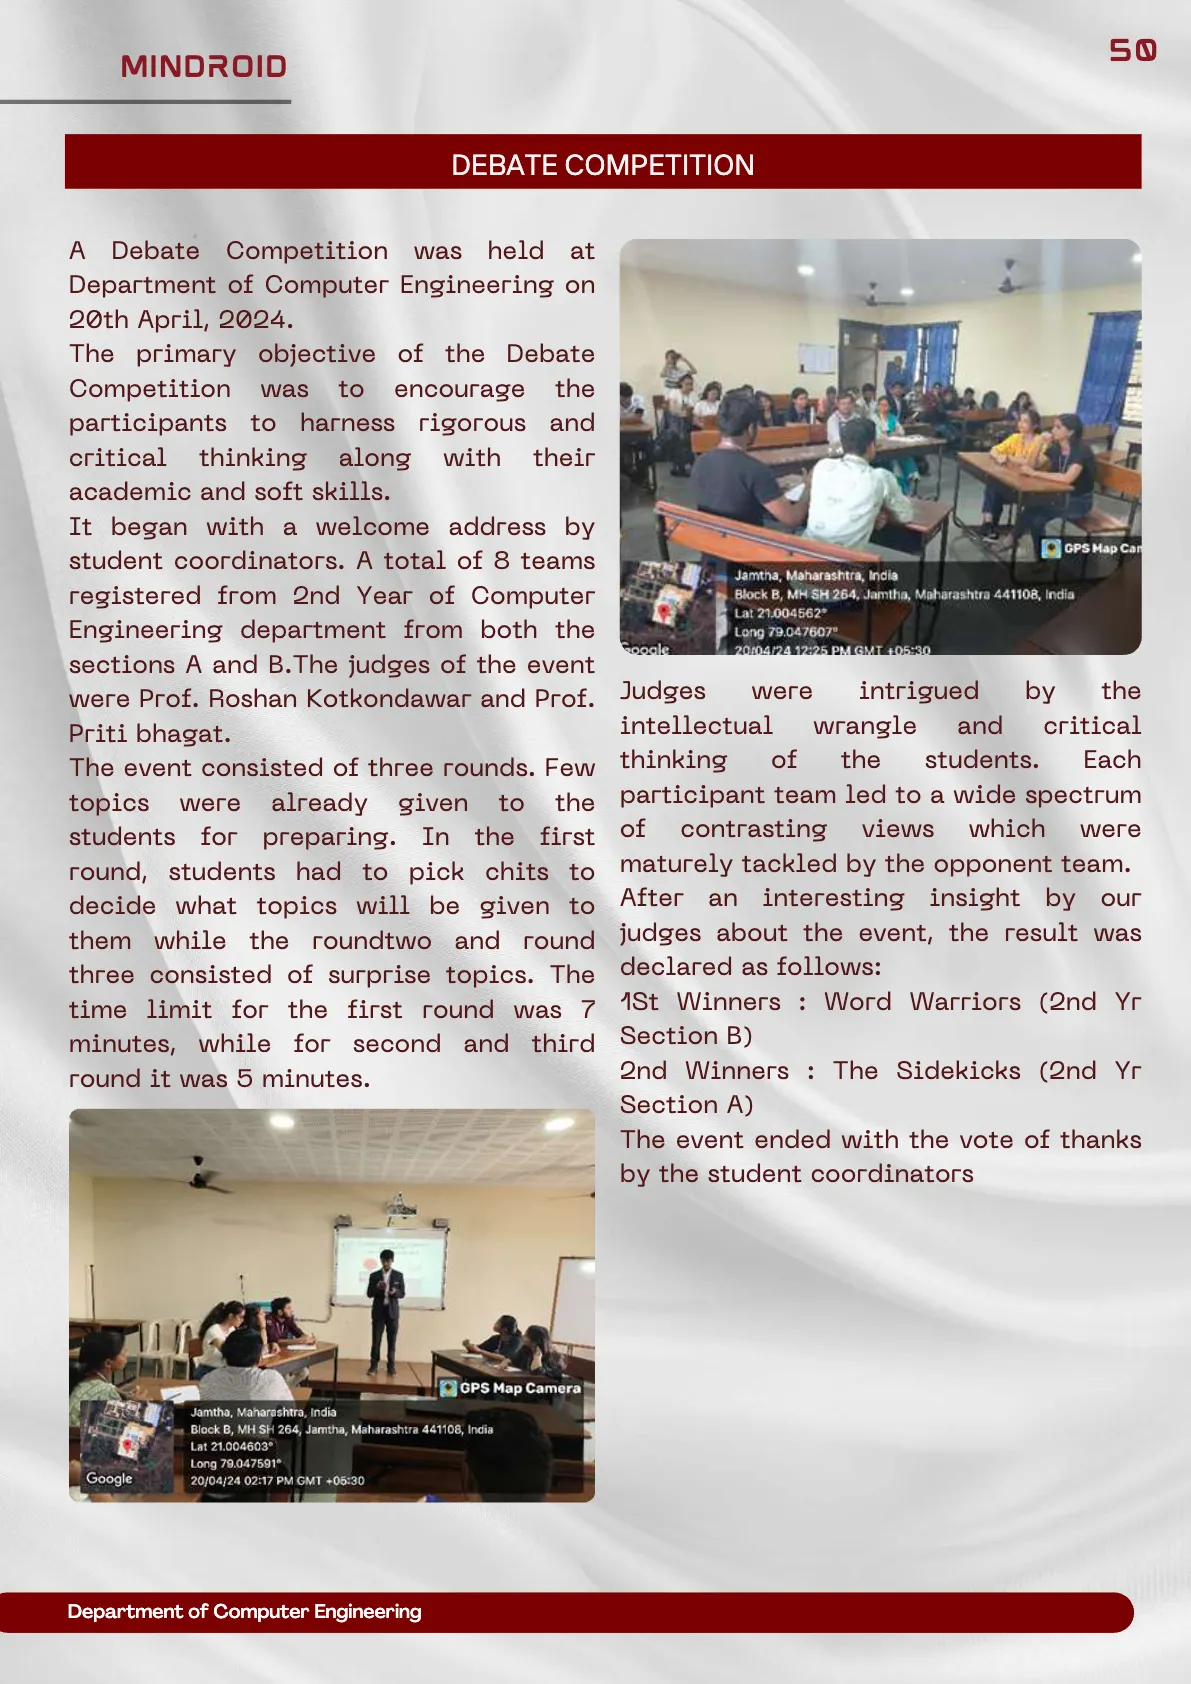 MINDROID
50
DEBATE COMPETITION
A Debate Competition was held at
Department of Computer Engineering on
20th April, 2024.
The primary objective of the Debate
Competition was to encourage the
participants to harness rigorous and
critical thinking along with their
academic and soft skills.
It began with a welcome address by
student coordinators. A total of 8 teams
registered from 2nd Year of Computer
Engineering department from both the
sections A and B.The judges of the event
were Prof. Roshan Kotkondawar and Prof.
Priti bhagat.
The event consisted of three rounds. Few
topics were already given to the
students for preparing. In the first
round, students had to pick chits to
decide what topics will be given to
them while the roundtwo and round
three consisted of surprise topics. The
time limit for the first round was 7
minutes, while for second and third
round it was 5 minutes.
GPS Map Camera
Jamtha, Maharashtra, India
Block B, MH SH 264, Jamtha, Maharashtra 441108, India
Lat 21.004603°
Long 79.047591°
20/04/24 02:17 PM GMT +05:30
Google
GPS Map Cam
Jamtha, Maharashtra, India
Block B, MH SH 264, Jamtha, Maharashtra 441108, India
Lat 21.004562°
Long 79.047607°
20/04/24 12:25 PM GMT +05:30
Google
Judges were intrigued by the
intellectual wrangle and critical
thinking of the students. Each
participant team led to a wide spectrum
of contrasting views which were
maturely tackled by the opponent team.
After an interesting insight by our
judges about the event, the result was
declared as follows:
1St Winners : Word Warriors (2nd Yr
Section B)
2nd Winners : The Sidekicks (2nd Yr
Section A)
The event ended with the vote of thanks
by the student coordinators
Department of Computer Engineering